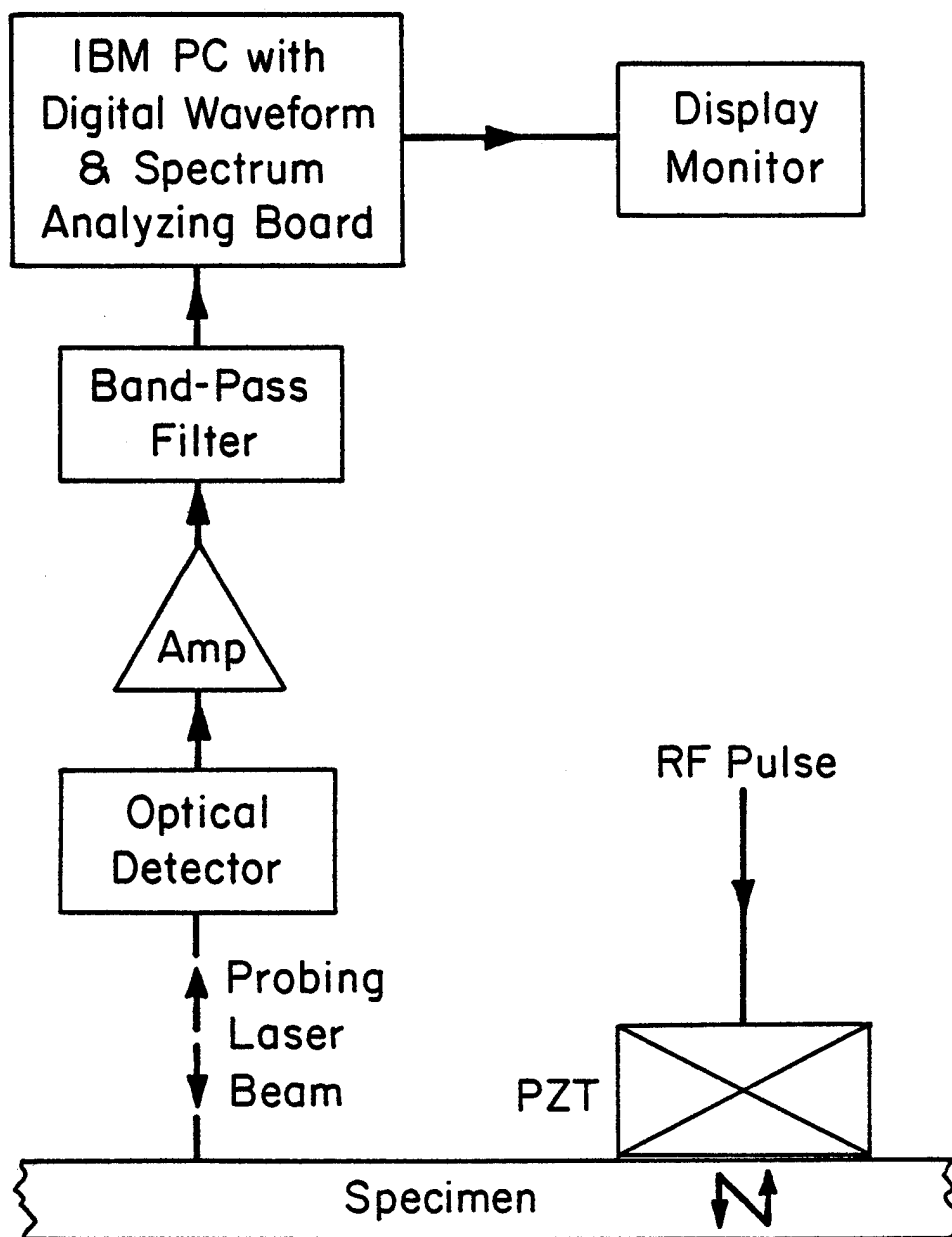 IBM PC with
Digital Waveform
& Spectrum
Analyzing Board
Display
Monitor
Band-Pass
Filter
Amp
Optical
Detector
RF Pulse
Probing
Laser
Beam
PZT
Specimen